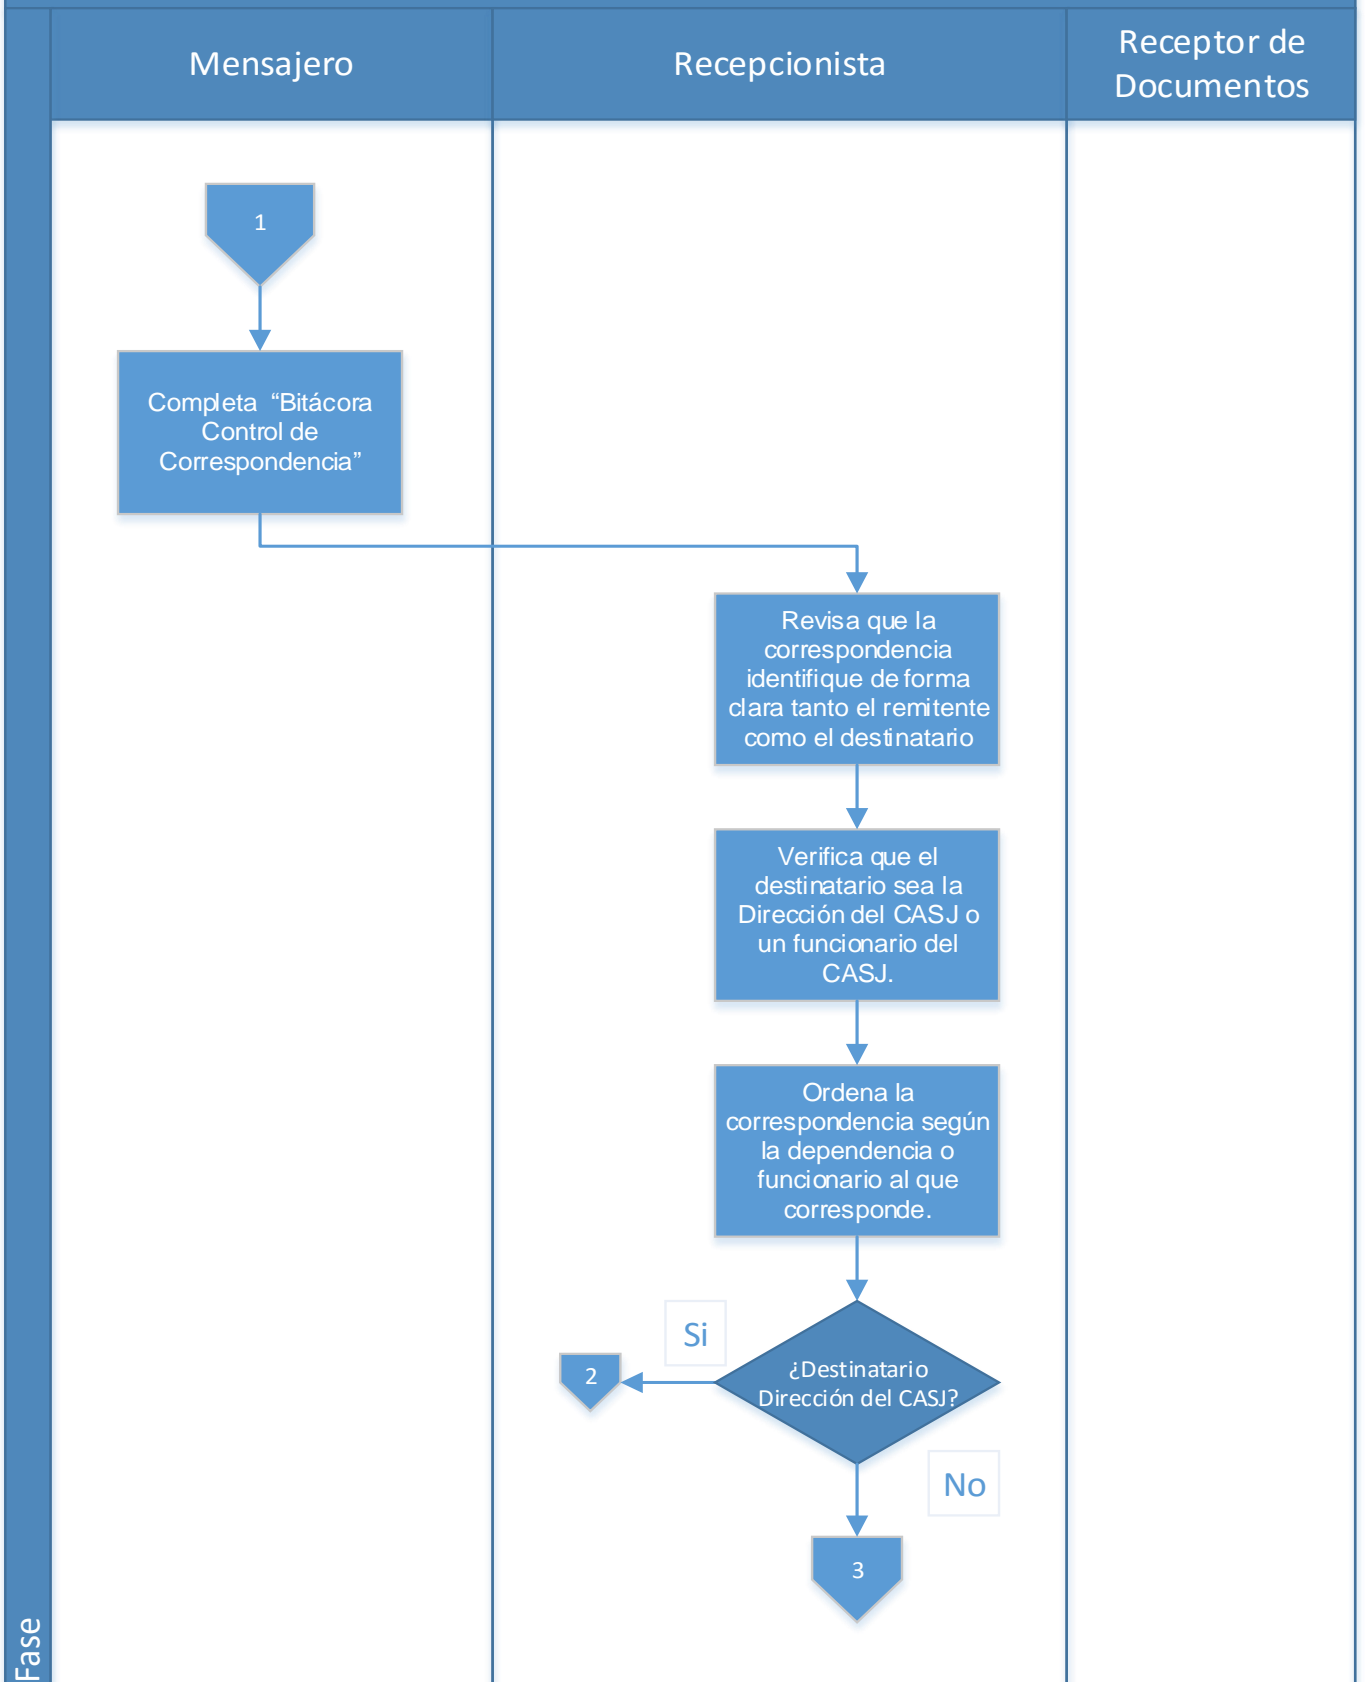 Mensajero
Recepcionista
Receptor de
Documentos
1
Completa “Bitácora
Control de
Correspondencia”
Revisa que la
correspondencia
identifique de forma
clara tanto el remitente
como el destinatario
Verifica que el
destinatario sea la
Dirección del CASJ o
un funcionario del
CASJ.
Ordena la
correspondencia según
la dependencia o
funcionario al que
corresponde.
Si
2
¿Destinatario
Dirección del CASJ?
No
3
Fase